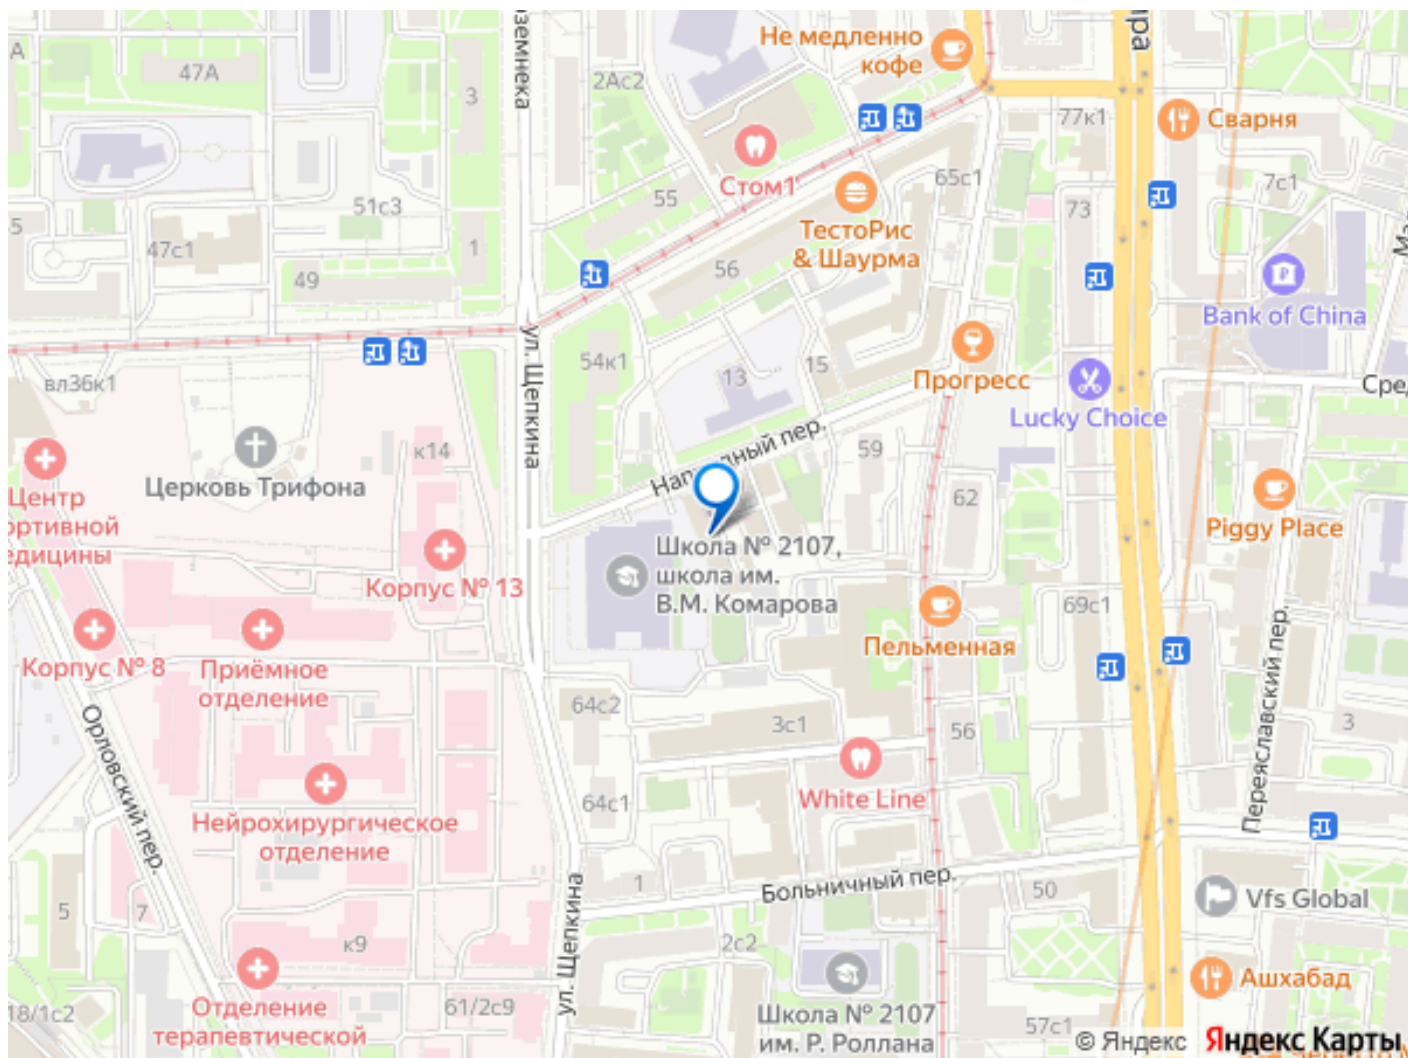 Не медленно
кофе
47А
3
2Ас2
77к1
Сварня
Стом1
65с1
7с1
55
51с3
73
ТестоРис
& Шаурма
47с1
1
56
49
Bank of China
ул. Щепкина
54к1
13
15
Прогресс
вл36к1
Lucky Choice
к14
59
Церковь Трифона
62
Центр
Piggy Place
Школа № 2107,
школа им.
В.М. Комарова
Корпус № 13
69с1
Пельменная
Корпус № 8
Приёмное
отделение
Переяславский пер.
64с2
3с1
56
3
Орловский пер.
White Line
64с1
Нейрохирургическое
отделение
1
Больничный пер.
50
Vfs Global
5
7
ул. Щепкина
к9
2с2
Ашхабад
Отделение
терапевтической
61/2с9
18/1с2
Школа № 2107
им. Р. Роллана
57с1
© Яндекс
Яндекс Карты